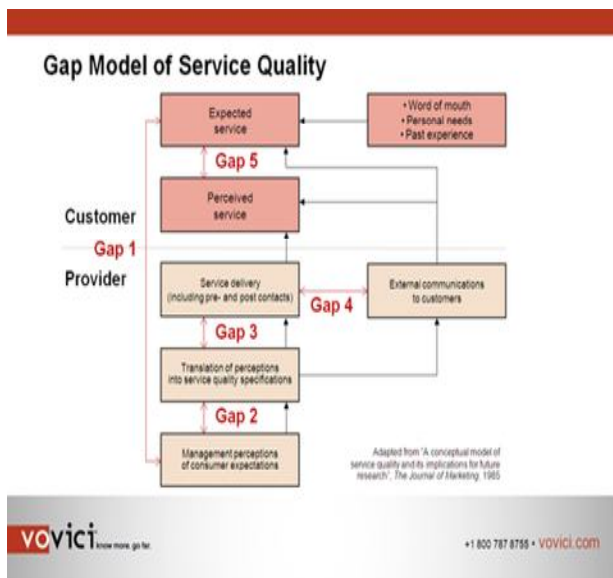 Gap Model of Service Quality
Expected
service
• Word of mouth
• Personal needs
• Past experience
Gap 5
Perceived
service
Customer
Gap 1
Provider
Service delivery
(including pre- and post contacts)
Gap 4
External communications
to customers
Gap 3
Translation of perceptions
into service quality specifications
Gap 2
Management perceptions
of consumer expectations
Adapted from "A conceptual model of
service quality and its implications for future
research", The Journal of Marketing, 1985
vovici know more. go far.
+1 800 787 8755 • vovici.com